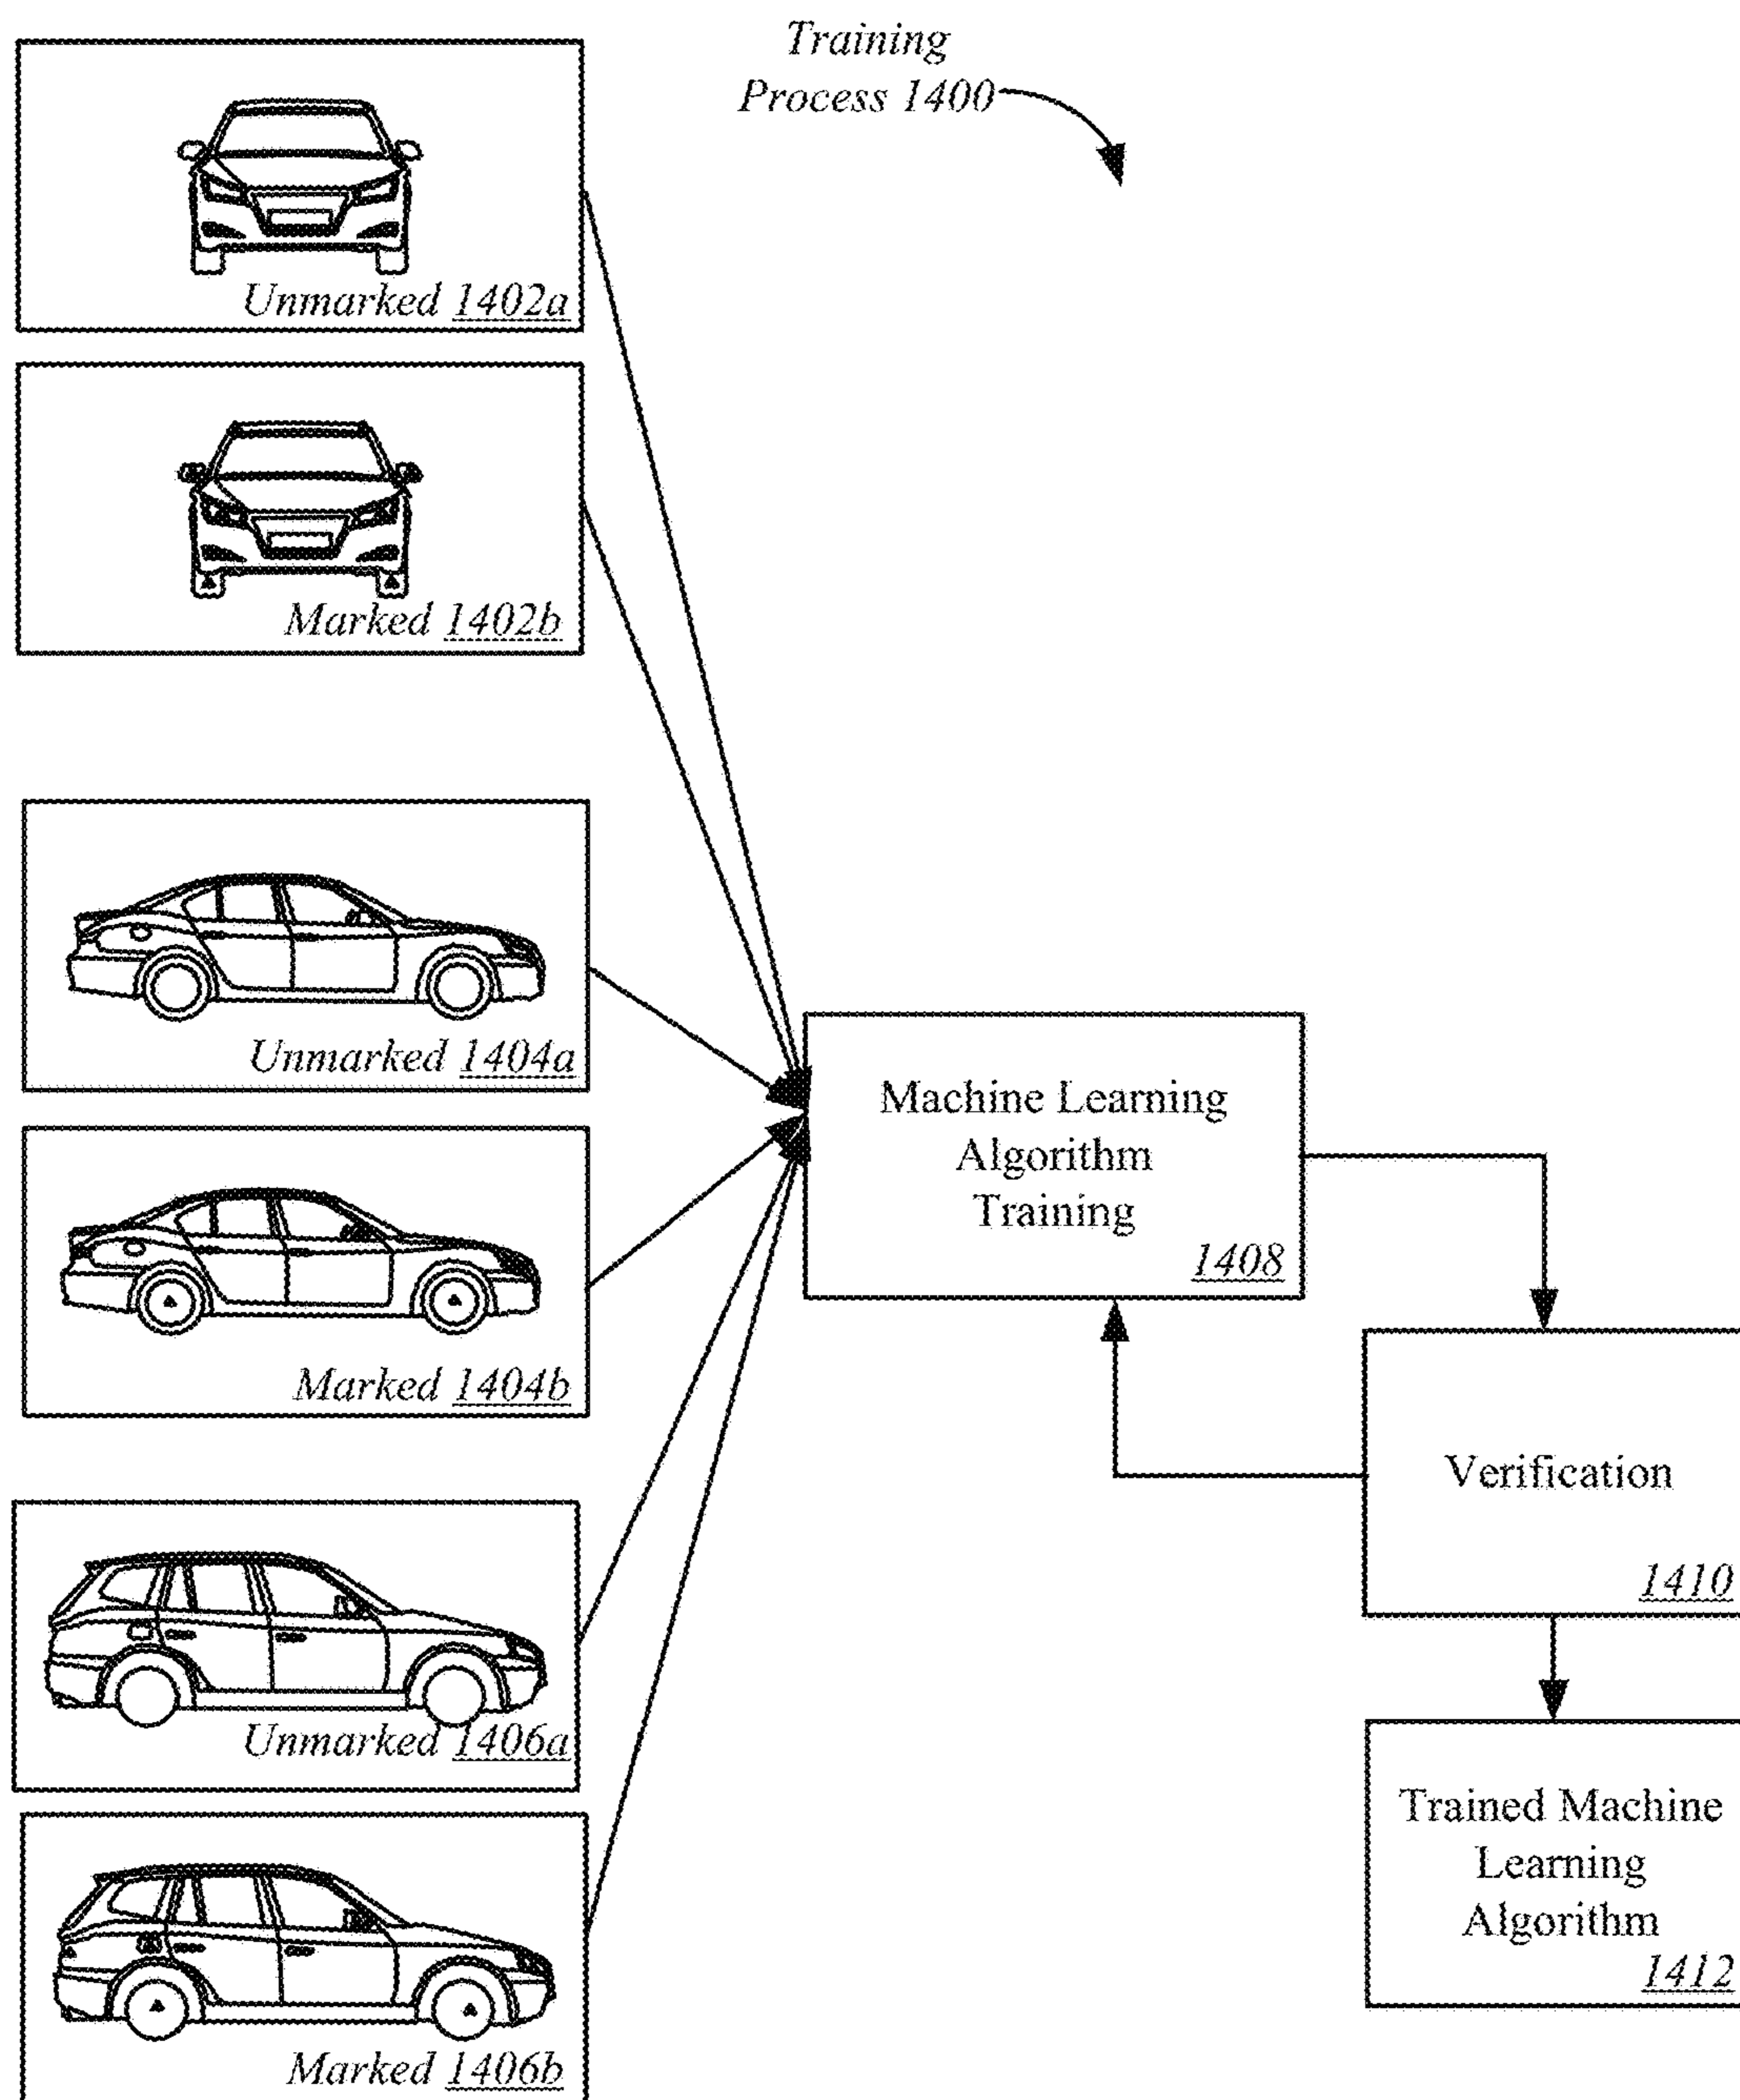 Training
Process 1400
Unmarked 1402a
Marked 1402b
Unmarked 1404a
Marked 1404b
Unmarked 1406a
Marked 1406b
Machine Learning
Algorithm
Training
1408
Verification
1410
Trained Machine
Learning
Algorithm
1412